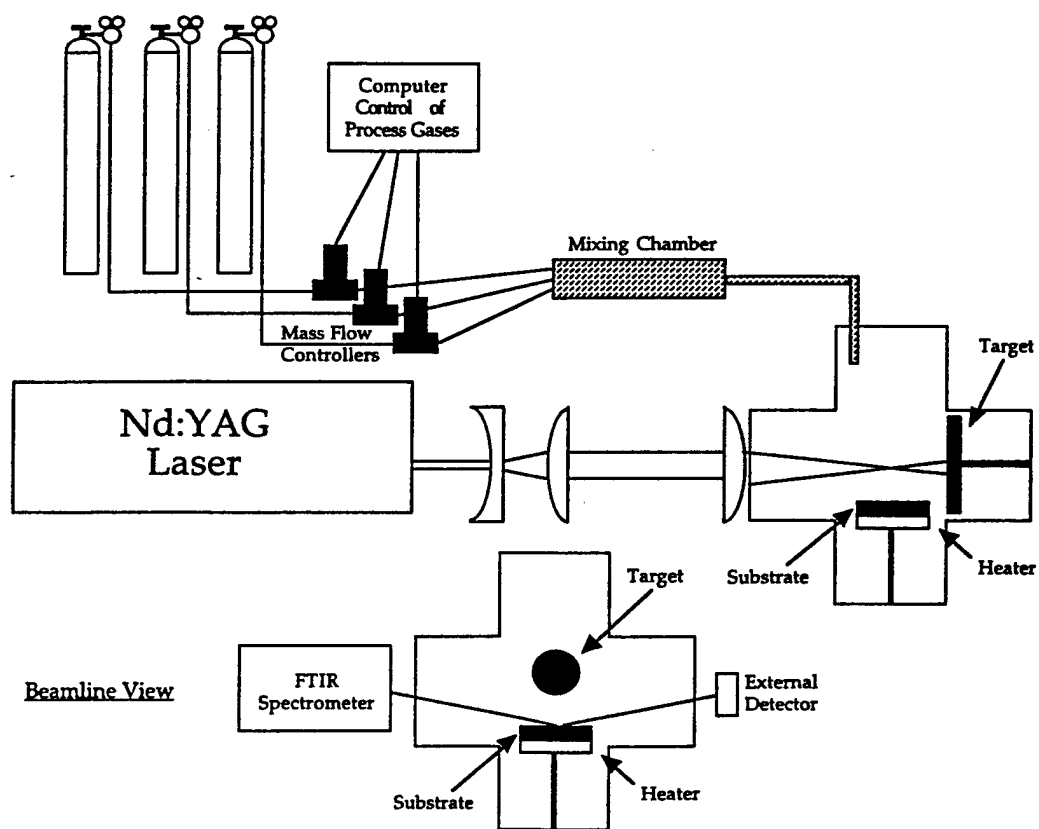 Computer
Control of
Process Gases
Mixing Chamber
Mass Flow
Controllers
Target
Nd:YAG
Laser
Substrate
Heater
Target
Beamline View
FTIR
Spectrometer
External
Detector
Substrate
Heater